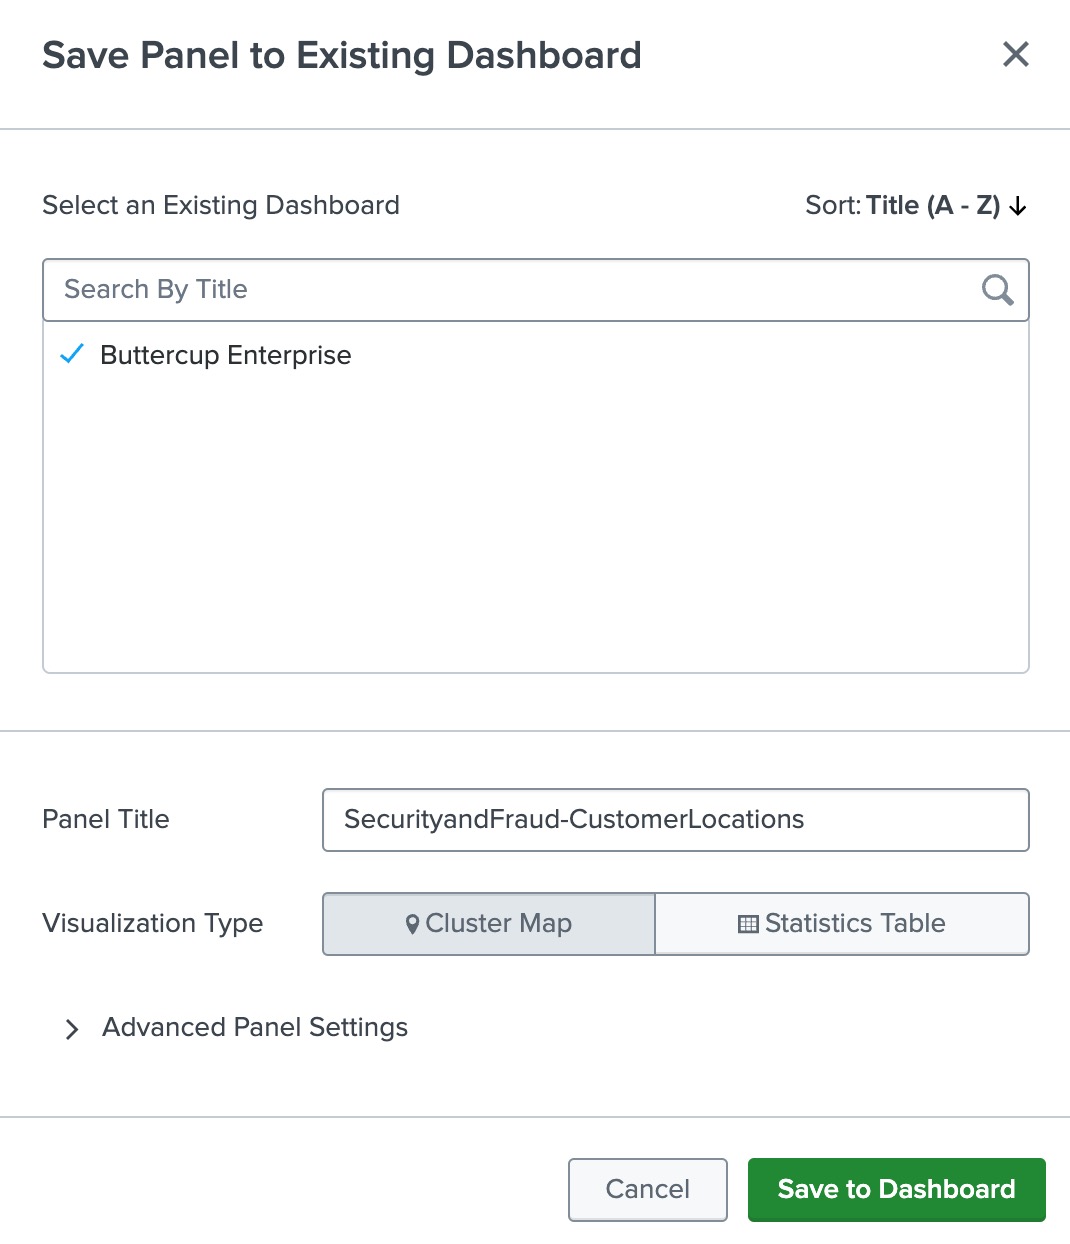 Save Panel to Existing Dashboard
Select an Existing Dashboard
Sort: Title (A - Z)
Search By Title
Buttercup Enterprise
Panel Title
SecurityandFraud-CustomerLocations
Visualization Type
Cluster Map
Statistics Table
Advanced Panel Settings
Cancel
Save to Dashboard